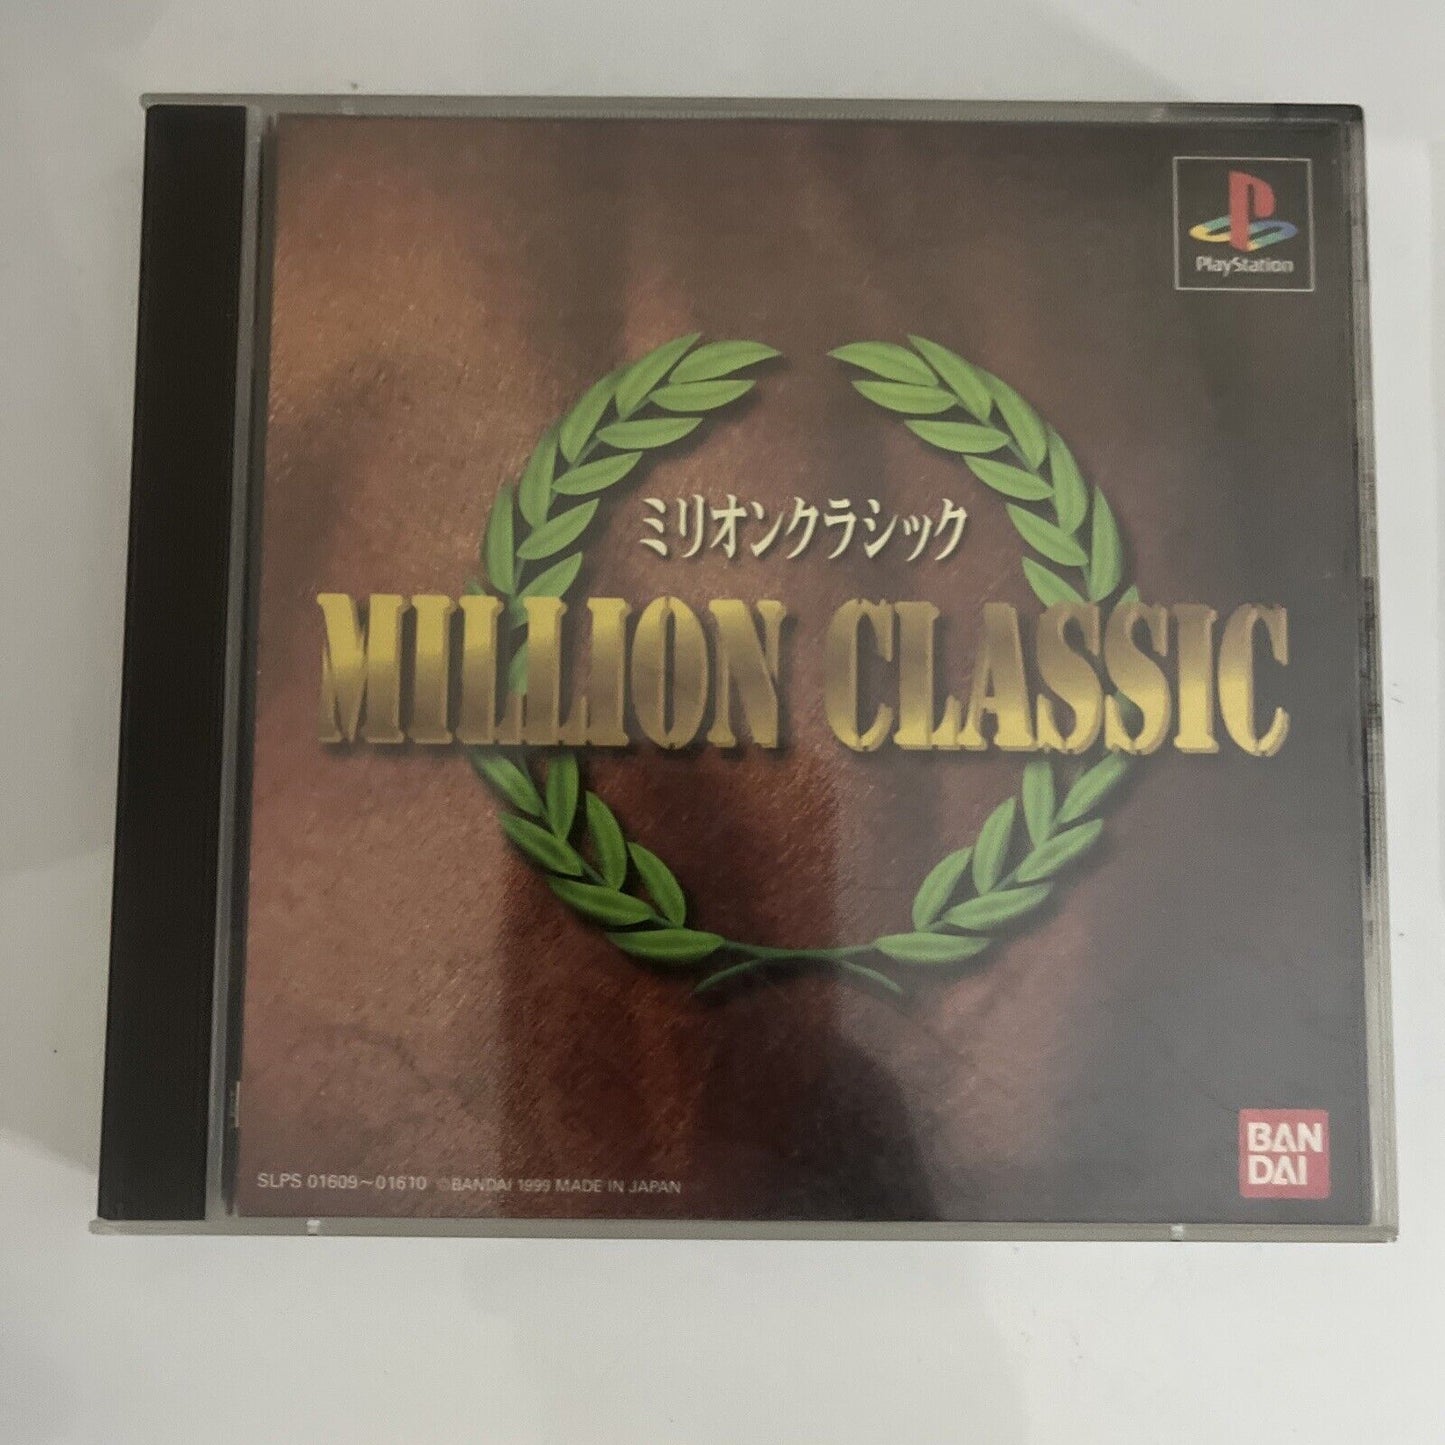 PlayStation
ミリオンクラシック
MILLION CLASSIC
BAN
DAI
SLPS 01609~01610 ©BANDAI 1999 MADE IN JAPAN